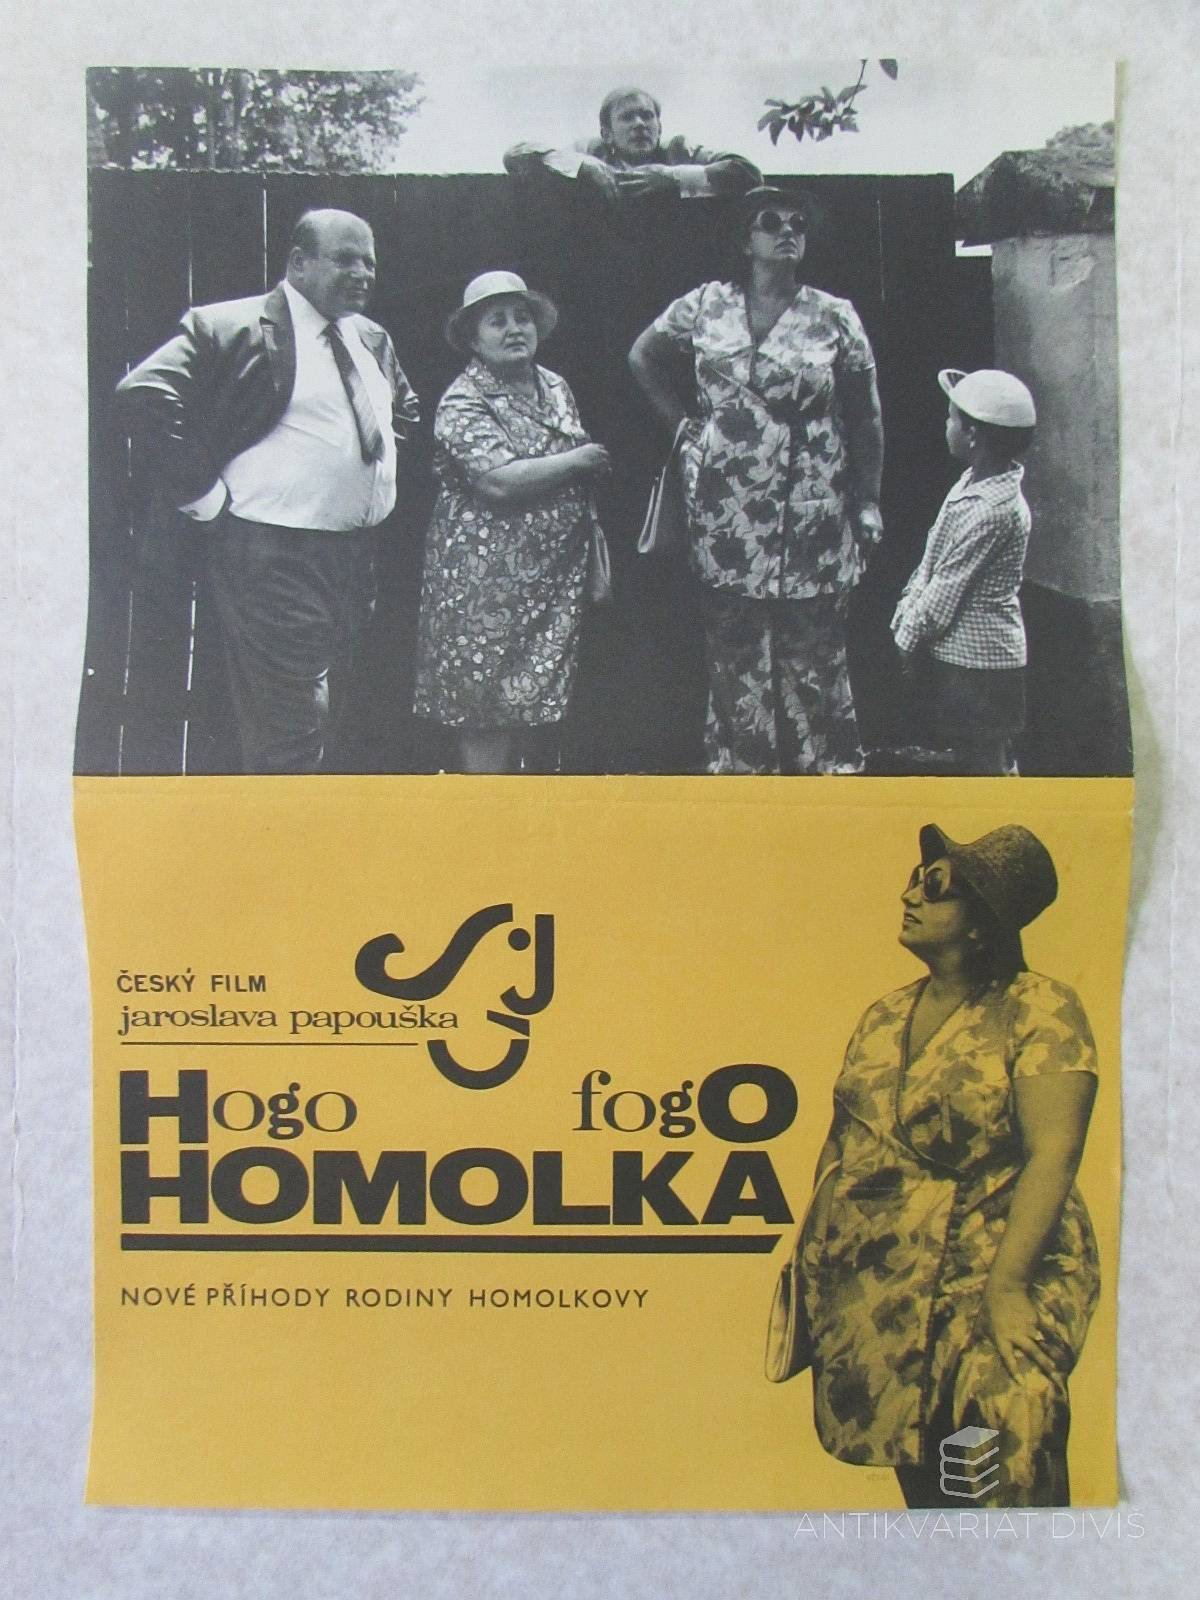 ČESKÝ FILM
jaroslava papouška
Hogo fogO
HOMOLKA
NOVÉ PŘÍHODY RODINY HOMOLKOVY
ANTIKVARIÁT DIVIŠ